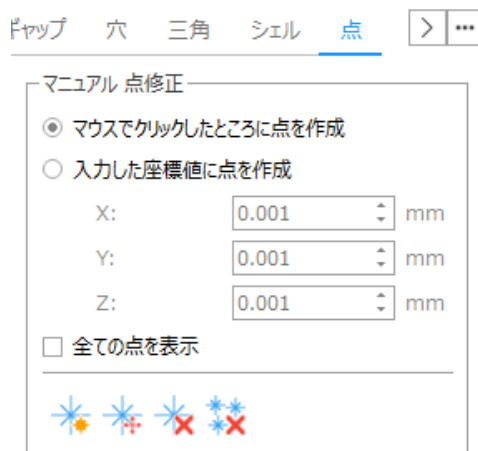 ギャップ 穴 三角 シェル 点
マニュアル 点修正
マウスでクリックしたところに点を作成
入力した座標値に点を作成
X: 0.001 mm
Y: 0.001 mm
Z: 0.001 mm
全ての点を表示